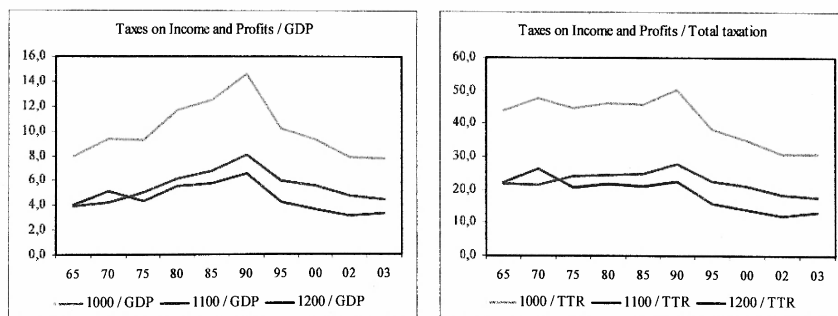 Taxes on Income and Profits / GDP
16,0
14,0
12,0
10,0
8,0
6,0
4,0
2,0
0,0
65 70 75 80 85 90 95 00 02 03
1000 / GDP 1100 / GDP 1200 / GDP
Taxes on Income and Profits / Total taxation
60,0
50,0
40,0
30,0
20,0
10,0
0,0
65 70 75 80 85 90 95 00 02 03
1000 / TTR 1100 / TTR 1200 / TTR